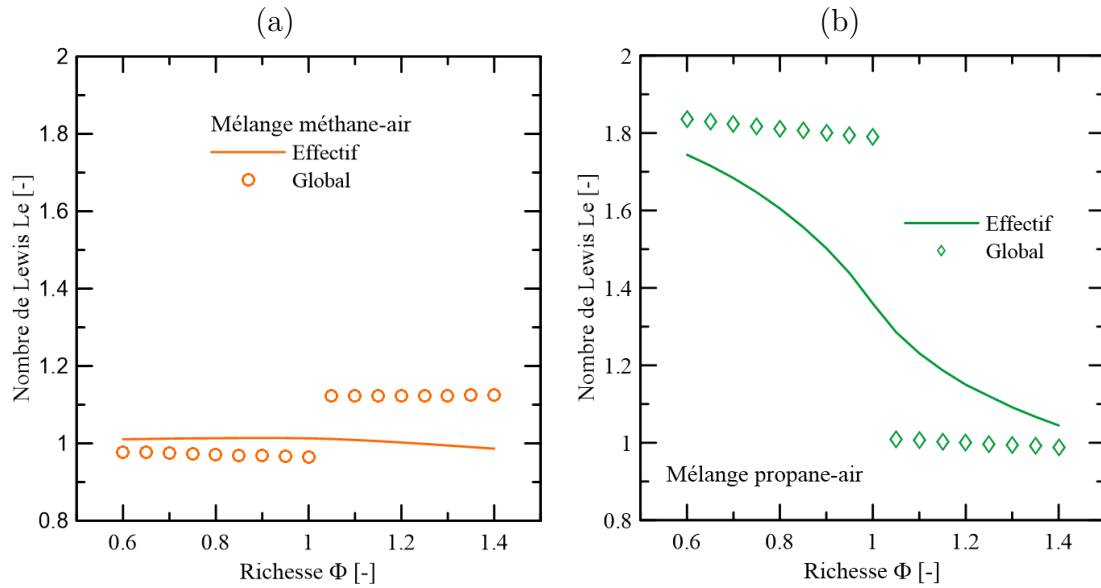 (a)
Nombre de Lewis Le [-]
2
1.8
1.6
1.4
1.2
1
0.8
Mélange méthane-air
Effectif
Global
0.6 0.8 1 1.2 1.4
Richesse Φ [-]
(b)
Nombre de Lewis Le [-]
2
1.8
1.6
1.4
1.2
1
0.8
Effectif
Global
Mélange propane-air
0.6 0.8 1 1.2 1.4
Richesse Φ [-]